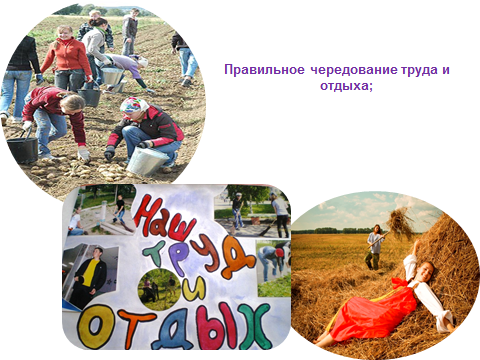 Правильное чередование труда и
отдыха;
Наш
труд
и
отдых